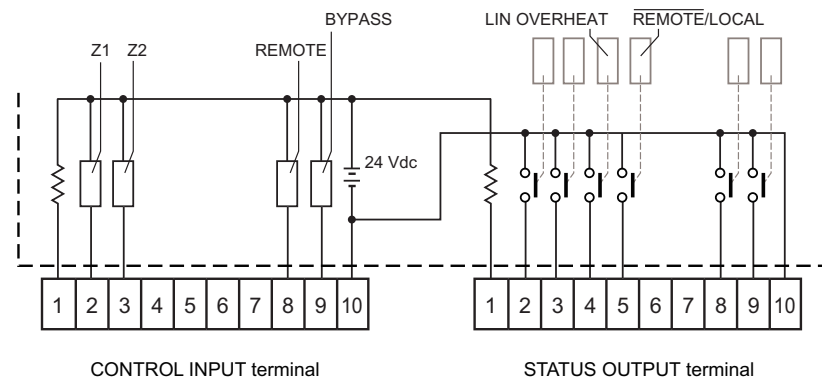 BYPASS
LIN OVERHEAT
REMOTE/LOCAL
Z1 Z2
REMOTE
24 Vdc
1 2 3 4 5 6 7 8 9 10
1 2 3 4 5 6 7 8 9 10
CONTROL INPUT terminal
STATUS OUTPUT terminal